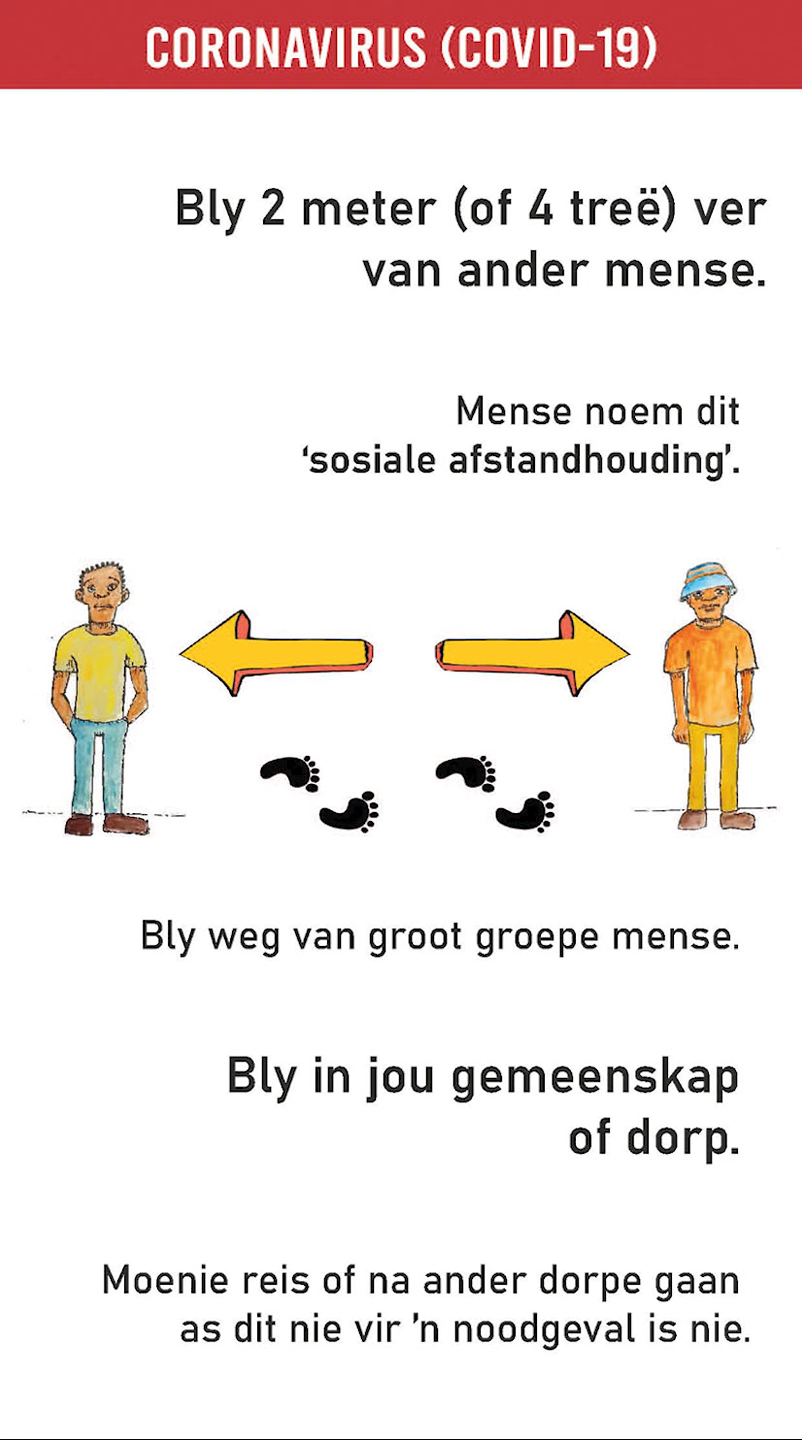 CORONAVIRUS (COVID-19)
Bly 2 meter (of 4 treë) ver
van ander mense.
Mense noem dit
‘sosiale afstandhouding’.
Bly weg van groot groepe mense.
Bly in jou gemeenskap
of dorp.
Moenie reis of na ander dorpe gaan
as dit nie vir ’n noodgeval is nie.